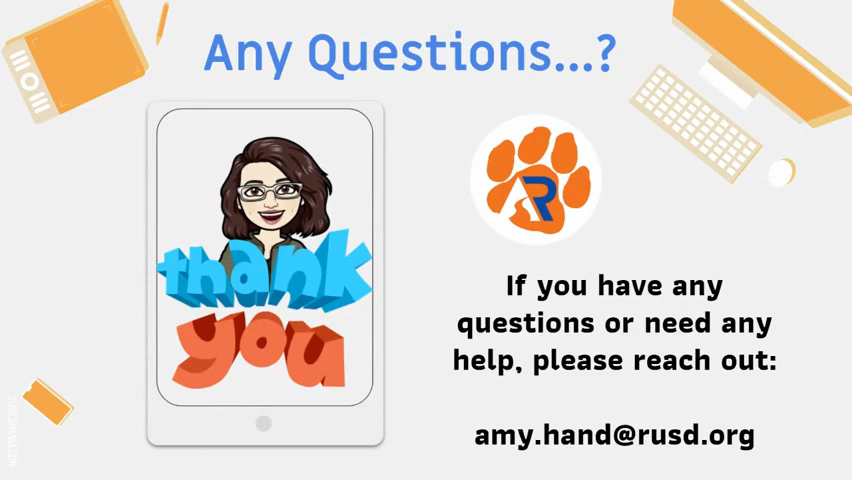 Any Questions...?
AR
thank
you
If you have any
questions or need any
help, please reach out:
amy.hand@rusd.org